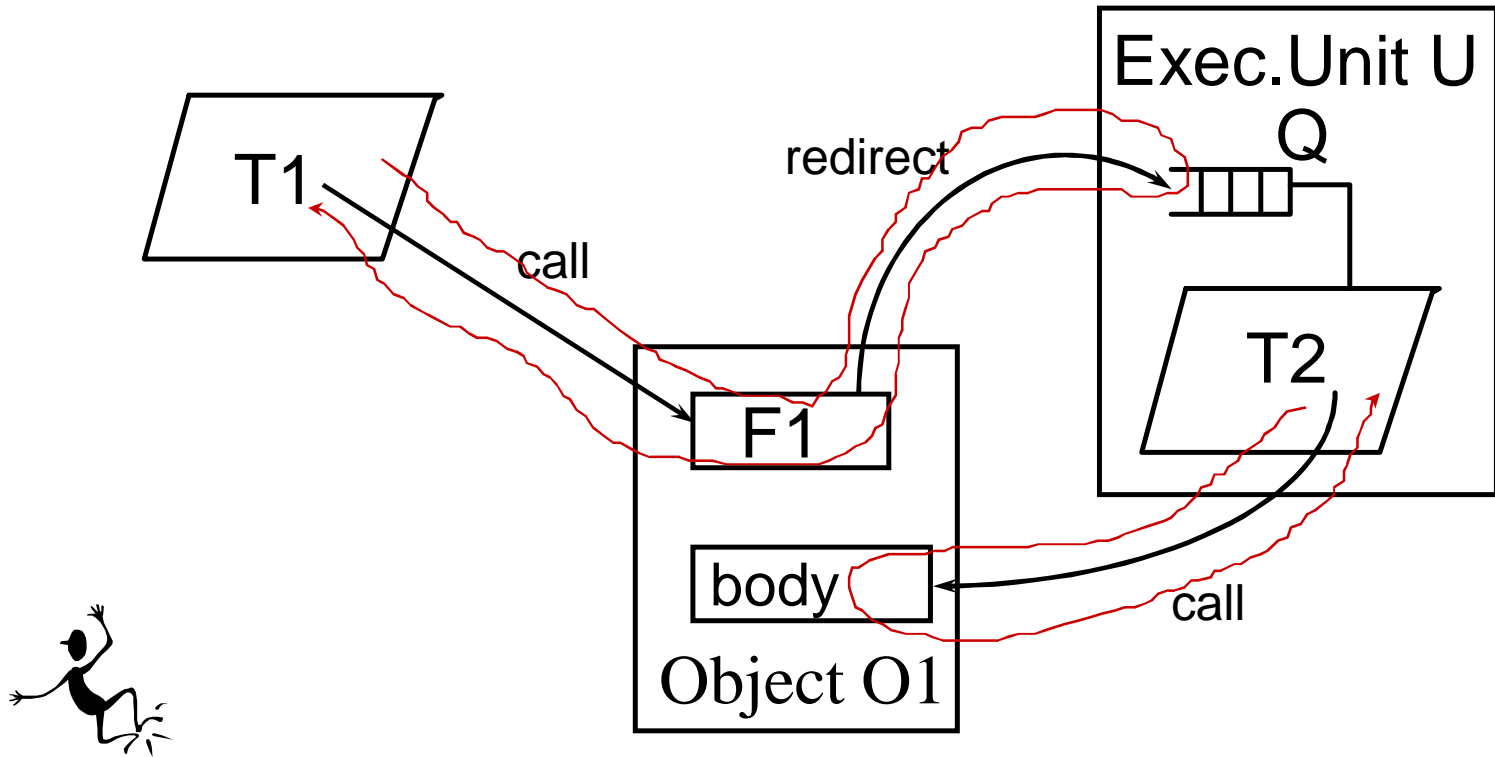 Exec.Unit U
Q
redirect
T1
call
T2
F1
body
call
Object O1